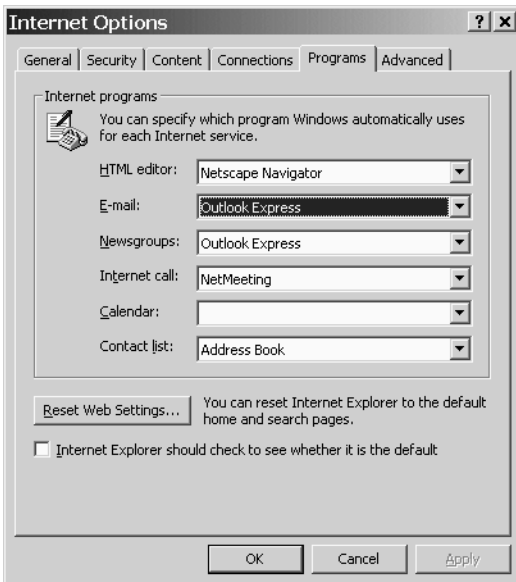 Internet Options
? x
General Security Content Connections Programs Advanced
Internet programs
You can specify which program Windows automatically uses
for each Internet service.
HTML editor: Netscape Navigator
E-mail: Outlook Express
Newsgroups: Outlook Express
Internet call: NetMeeting
Calendar:
Contact list: Address Book
Reset Web Settings... You can reset Internet Explorer to the default
home and search pages.
Internet Explorer should check to see whether it is the default
OK Cancel Apply